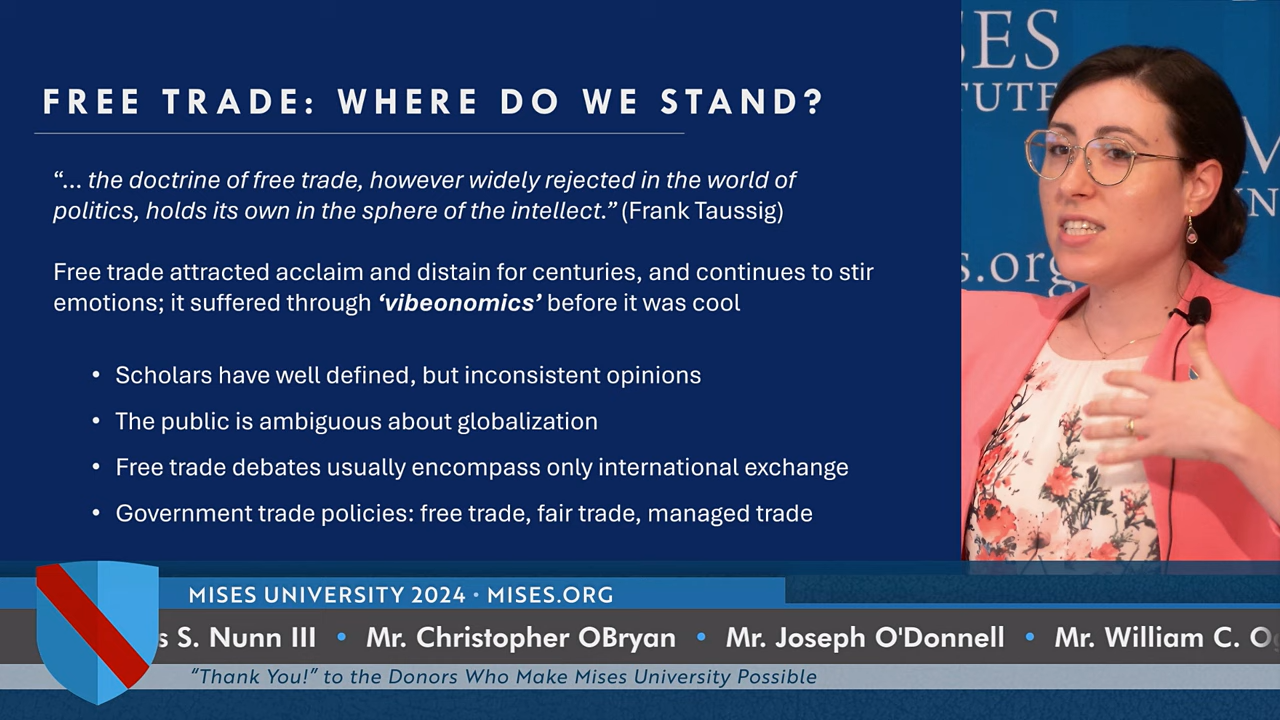 FREE TRADE: WHERE DO WE STAND?
“... the doctrine of free trade, however widely rejected in the world of
politics, holds its own in the sphere of the intellect.” (Frank Taussig)
Free trade attracted acclaim and distain for centuries, and continues to stir
emotions; it suffered through ‘vibeonomics’ before it was cool
• Scholars have well defined, but inconsistent opinions
• The public is ambiguous about globalization
• Free trade debates usually encompass only international exchange
• Government trade policies: free trade, fair trade, managed trade
SES
TUTE
M
IN
s.org
MISES UNIVERSITY 2024 • MISES.ORG
s S. Nunn III • Mr. Christopher OBryan • Mr. Joseph O'Donnell • Mr. William C. O
“Thank You!” to the Donors Who Make Mises University Possible